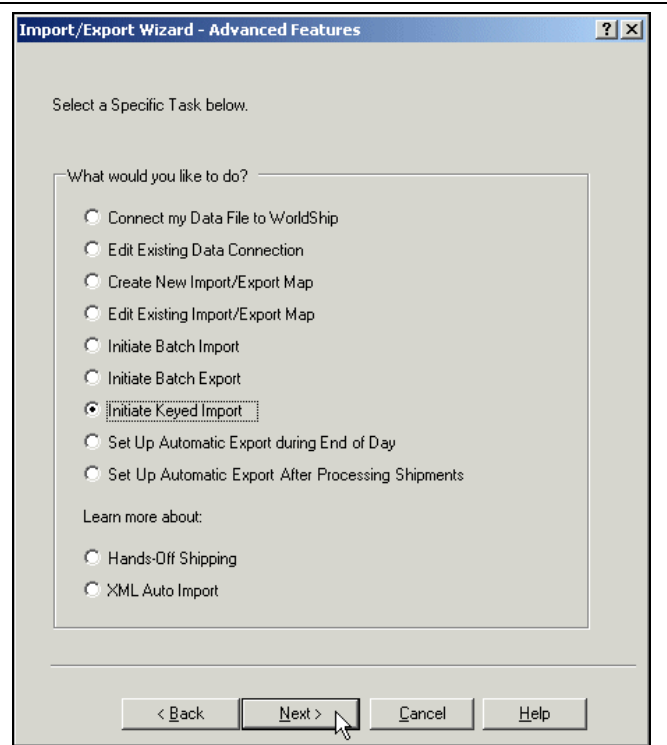 Import/Export Wizard - Advanced Features
Select a Specific Task below.
What would you like to do?
Connect my Data File to WorldShip
Edit Existing Data Connection
Create New Import/Export Map
Edit Existing Import/Export Map
Initiate Batch Import
Initiate Batch Export
Initiate Keyed Import
Set Up Automatic Export during End of Day
Set Up Automatic Export After Processing Shipments
Learn more about:
Hands-Off Shipping
XML Auto Import
< Back Next > Cancel Help